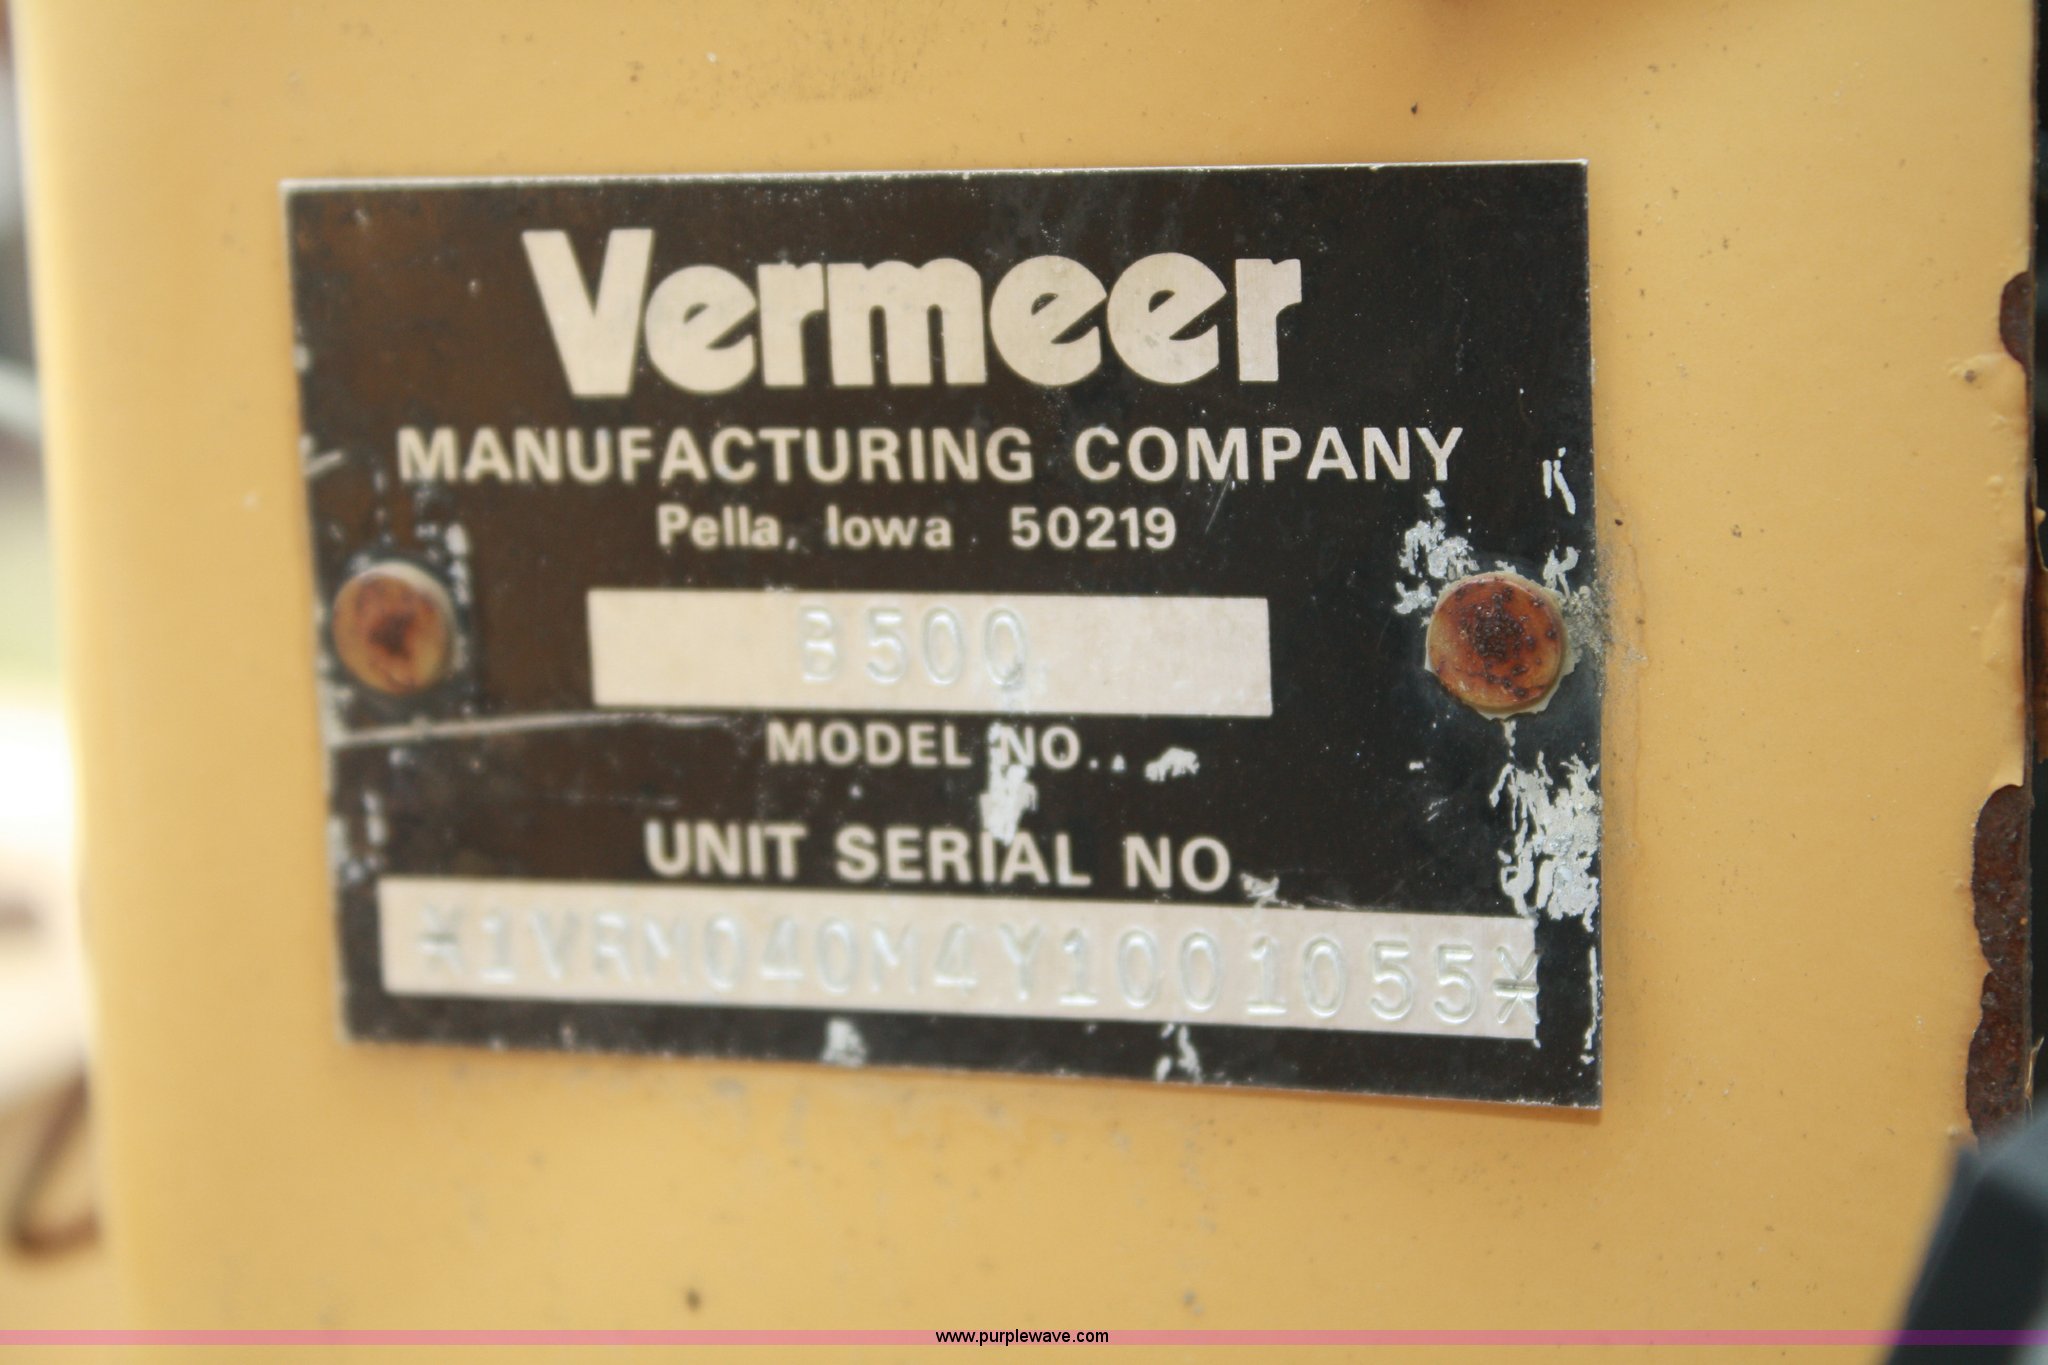 Vermeer
MANUFACTURING COMPANY
Pella, Iowa 50219
B500
MODEL NO.
UNIT SERIAL NO.
*1VRM040M4Y1001055*
www.purplewave.com